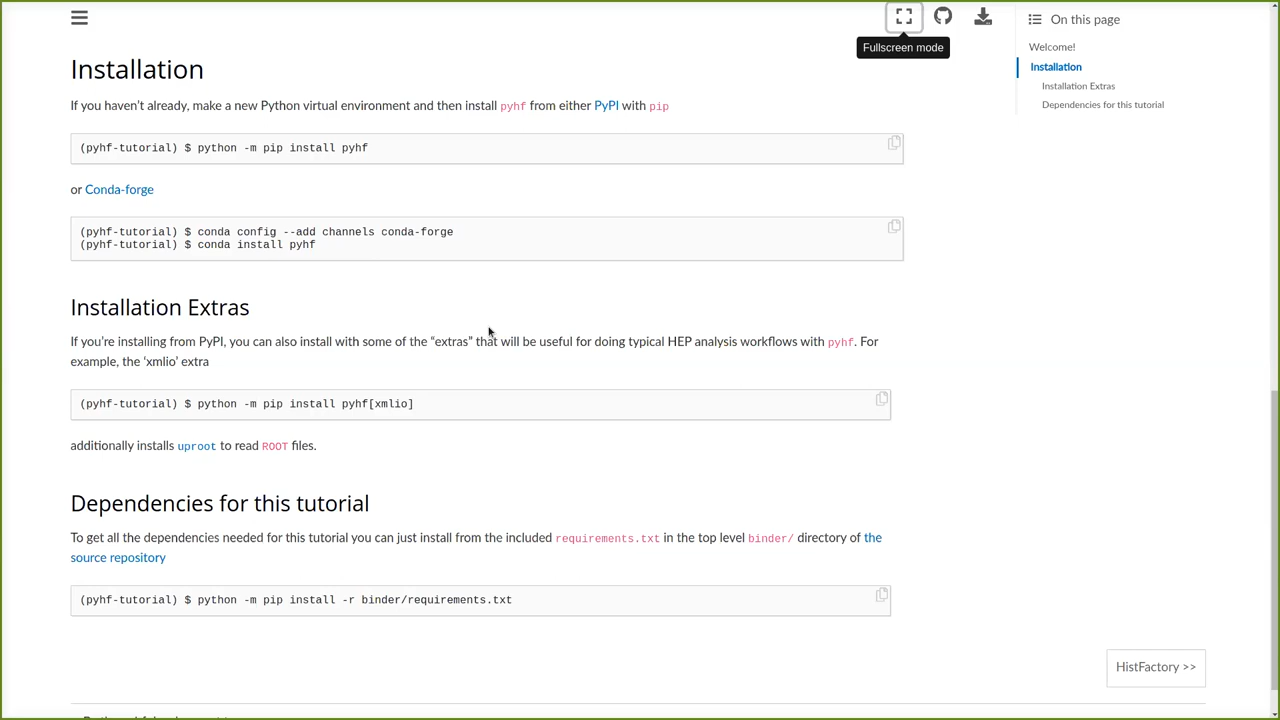 Fullscreen mode
On this page
Welcome!
Installation
Installation Extras
Dependencies for this tutorial
Installation
If you haven’t already, make a new Python virtual environment and then install pyhf from either PyPI with pip
(pyhf-tutorial) $ python -m pip install pyhf
or Conda-forge
(pyhf-tutorial) $ conda config --add channels conda-forge
(pyhf-tutorial) $ conda install pyhf
Installation Extras
If you’re installing from PyPI, you can also install with some of the “extras” that will be useful for doing typical HEP analysis workflows with pyhf. For
example, the ‘xmlio’ extra
(pyhf-tutorial) $ python -m pip install pyhf[xmlio]
additionally installs uproot to read ROOT files.
Dependencies for this tutorial
To get all the dependencies needed for this tutorial you can just install from the included requirements.txt in the top level binder/ directory of the
source repository
(pyhf-tutorial) $ python -m pip install -r binder/requirements.txt
HistFactory >>